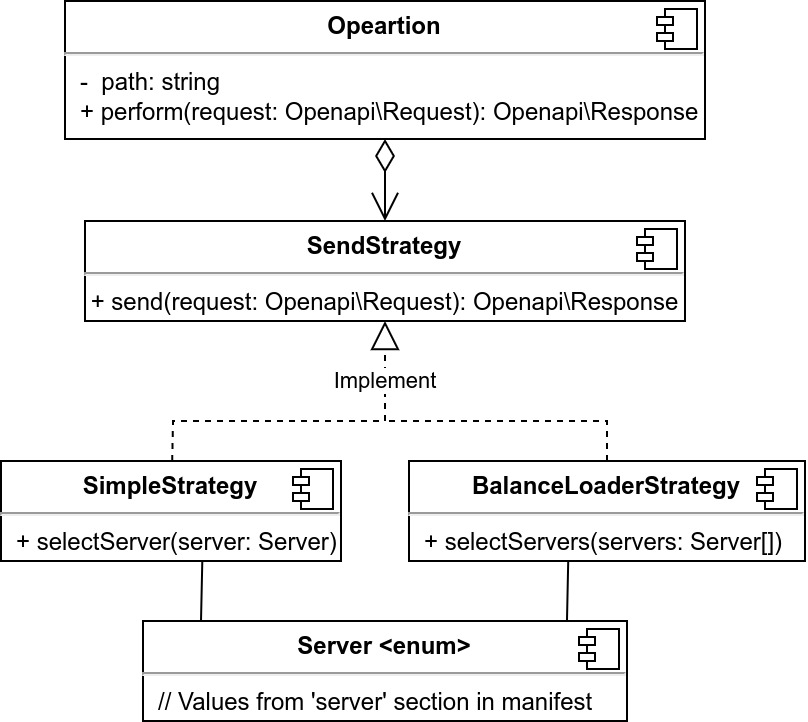 Opeartion
-  path: string
+ perform(request: Openapi\Request): Openapi\Response
SendStrategy
+ send(request: Openapi\Request): Openapi\Response
Implement
SimpleStrategy
+ selectServer(server: Server)
BalanceLoaderStrategy
+ selectServers(servers: Server[])
Server <enum>
// Values from 'server' section in manifest